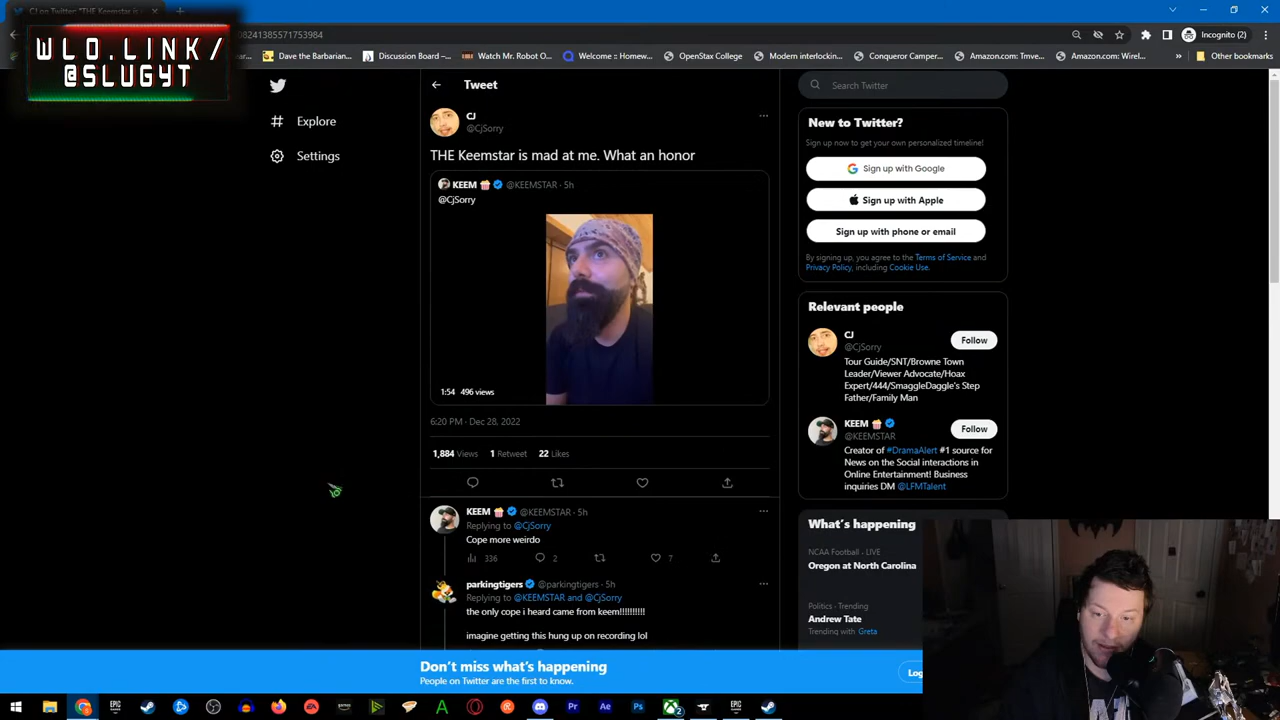 CJ on Twitter: "THE Keemstar is
WLO.LINK/
@SLUGYT
08241385571753984
Incognito (2)
Dave the Barbarian...
Discussion Board –...
Watch Mr. Robot O...
Welcome :: Homew...
OpenStax College
Modern interlockin...
Conqueror Camper...
Amazon.com: Tmve...
Amazon.com: Wirel...
»
Other bookmarks
Explore
Settings
Tweet
CJ
@CjSorry
THE Keemstar is mad at me. What an honor
KEEM @KEEMSTAR · 5h
@CjSorry
1:54 496 views
6:20 PM · Dec 28, 2022
1,884 Views 1 Retweet 22 Likes
KEEM @KEEMSTAR · 5h
Replying to @CjSorry
Cope more weirdo
336 2 7
parkingtigers @parkingtigers · 5h
Replying to @KEEMSTAR and @CjSorry
the only cope i heard came from keem!!!!!!!!!!
imagine getting this hung up on recording lol
Search Twitter
New to Twitter?
Sign up now to get your own personalized timeline!
Sign up with Google
Sign up with Apple
Sign up with phone or email
By signing up, you agree to the Terms of Service and
Privacy Policy, including Cookie Use.
Relevant people
CJ
@CjSorry
Follow
Tour Guide/SNT/Browne Town
Leader/Viewer Advocate/Hoax
Expert/444/SmaggleDaggle's Step
Father/Family Man
KEEM
@KEEMSTAR
Follow
Creator of #DramaAlert #1 source for
News on the Social interactions in
Online Entertainment! Business
inquiries DM @LFMTalent
What's happening
NCAA Football · LIVE
Oregon at North Carolina
Politics · Trending
Andrew Tate
Trending with Greta
Don't miss what's happening
People on Twitter are the first to know.
Log